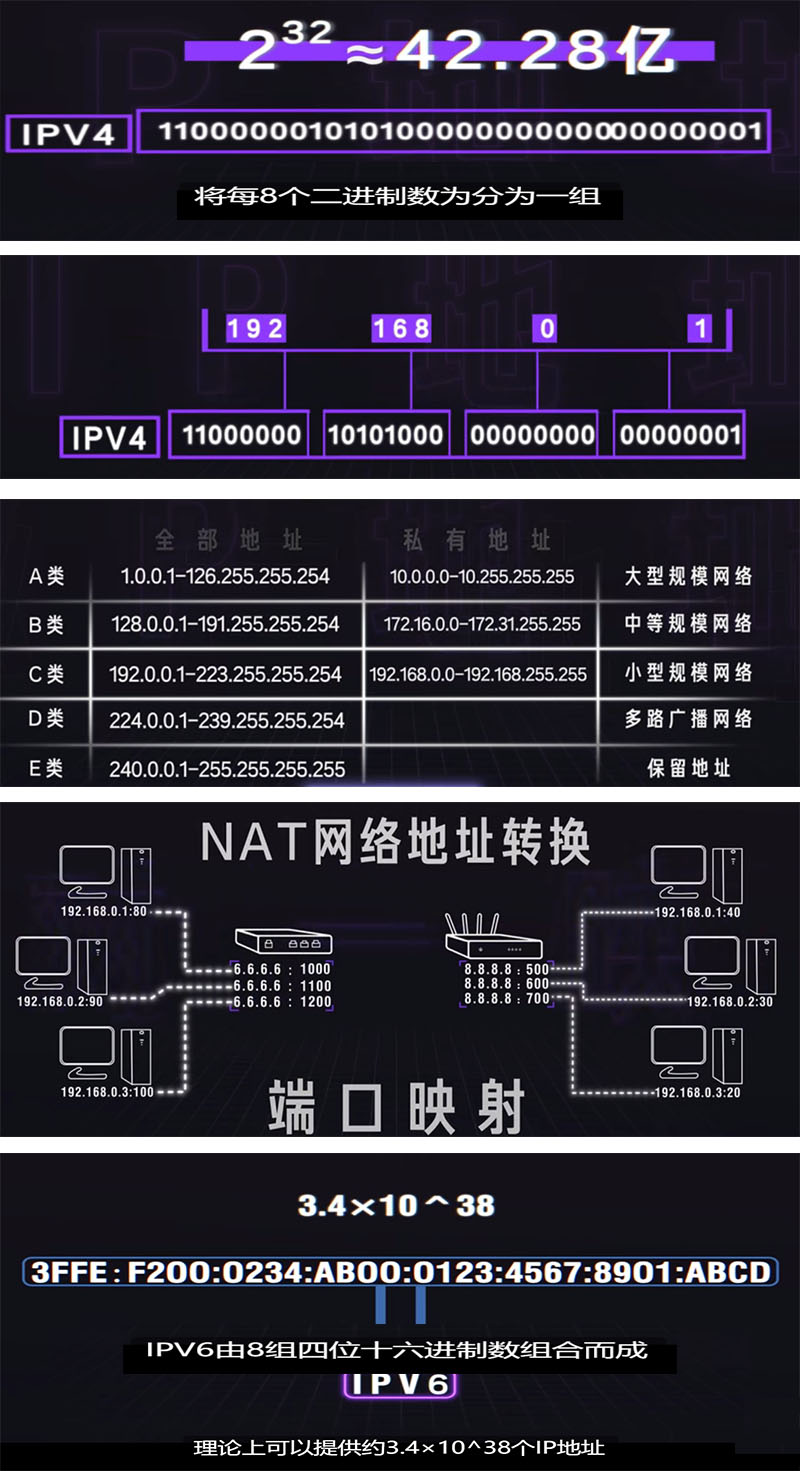 2³²≈42.28亿
IPV4 11000000101010000000000000000001
将每8个二进制数为分为一组
192 168 0 1
IPV4 11000000 10101000 00000000 00000001
全部地址 私有地址
A类 1.0.0.1-126.255.255.254 10.0.0.0-10.255.255.255 大型规模网络
B类 128.0.0.1-191.255.255.254 172.16.0.0-172.31.255.255 中等规模网络
C类 192.0.0.1-223.255.255.254 192.168.0.0-192.168.255.255 小型规模网络
D类 224.0.0.1-239.255.255.254 多路广播网络
E类 240.0.0.1-255.255.255.255 保留地址
NAT网络地址转换
192.168.0.1:80 192.168.0.1:40
6.6.6.6 : 1000 8.8.8.8 : 500
6.6.6.6 : 1100 8.8.8.8 : 600
192.168.0.2:90 6.6.6.6 : 1200 8.8.8.8 : 700 192.168.0.2:30
192.168.0.3:100 192.168.0.3:20
端口映射
3.4×10^38
3FFE:F200:0234:AB00:0123:4567:8901:ABCD
IPV6由8组四位十六进制数组合而成
IPV6
理论上可以提供约3.4×10^38个IP地址